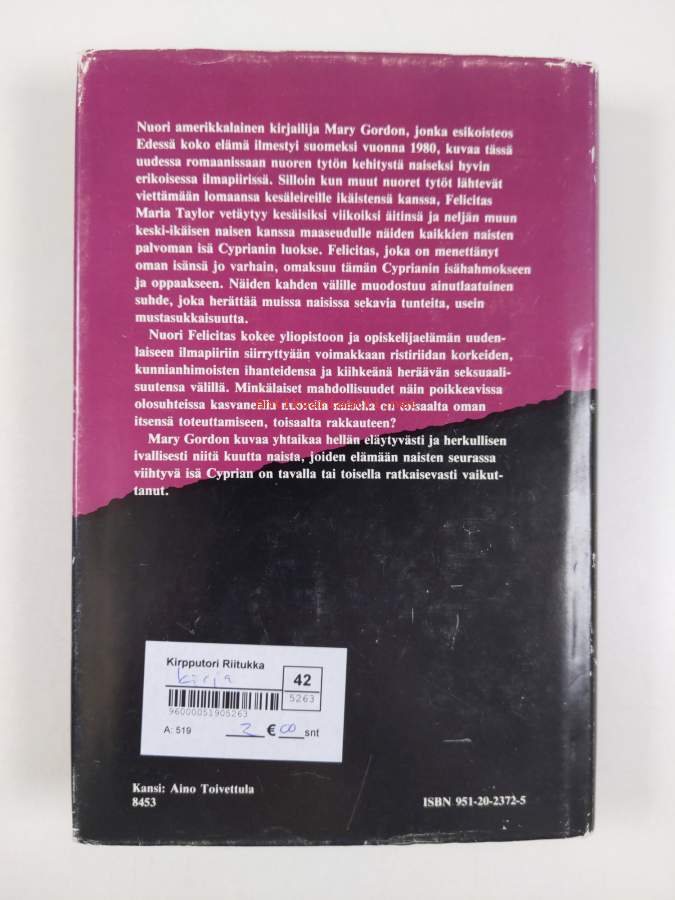 Nuori amerikkalainen kirjailija Mary Gordon, jonka esikoisteos
Edessä koko elämä ilmestyi suomeksi vuonna 1980, kuvaa tässä
uudessa romaanissaan nuoren tytön kehitystä naiseksi hyvin
erikoisessa ilmapiirissä. Silloin kun muut nuoret tytöt lähtevät
viettämään lomaansa kesäleireille ikäistensä kanssa, Felicitas
Maria Taylor vetäytyy kesäisiksi viikoiksi äitinsä ja neljän muun
keski-ikäisen naisen kanssa maaseudulle näiden kaikkien naisten
palvoman isä Cyprianin luokse. Felicitas, joka on menettänyt
oman isänsä jo varhain, omaksuu tämän Cyprianin isähahmokseen
ja oppaakseen. Näiden kahden välille muodostuu ainutlaatuinen
suhde, joka herättää muissa naisissa sekavia tunteita, usein
mustasukkaisuutta.
Nuori Felicitas kokee yliopistoon ja opiskelijaelämän uuden-
laiseen ilmapiiriin siirryttyään voimakkaan ristiriidan korkeiden,
kunnianhimoisten ihanteidensa ja kiihkeänä heräävän seksuaali-
suutensa välillä. Minkälaiset mahdollisuudet näin poikkeavissa
olosuhteissa kasvaneella on toisaalta oman
itsensä toteuttamiseen, toisaalta rakkauteen?
Mary Gordon kuvaa yhtaikaa hellän eläytyvästi ja herkullisen
ivallisesti niitä kuutta naista, joiden elämään naisten seurassa
viihtyvä isä Cyprian on tavalla tai toisella ratkaisevasti vaikut-
tanut.
Kirpputori Riitukka
kirja
42
5263
96000051905263
A: 519
3 € 00 snt
Kansi: Aino Toivettula
8453
ISBN 951-20-2372-5